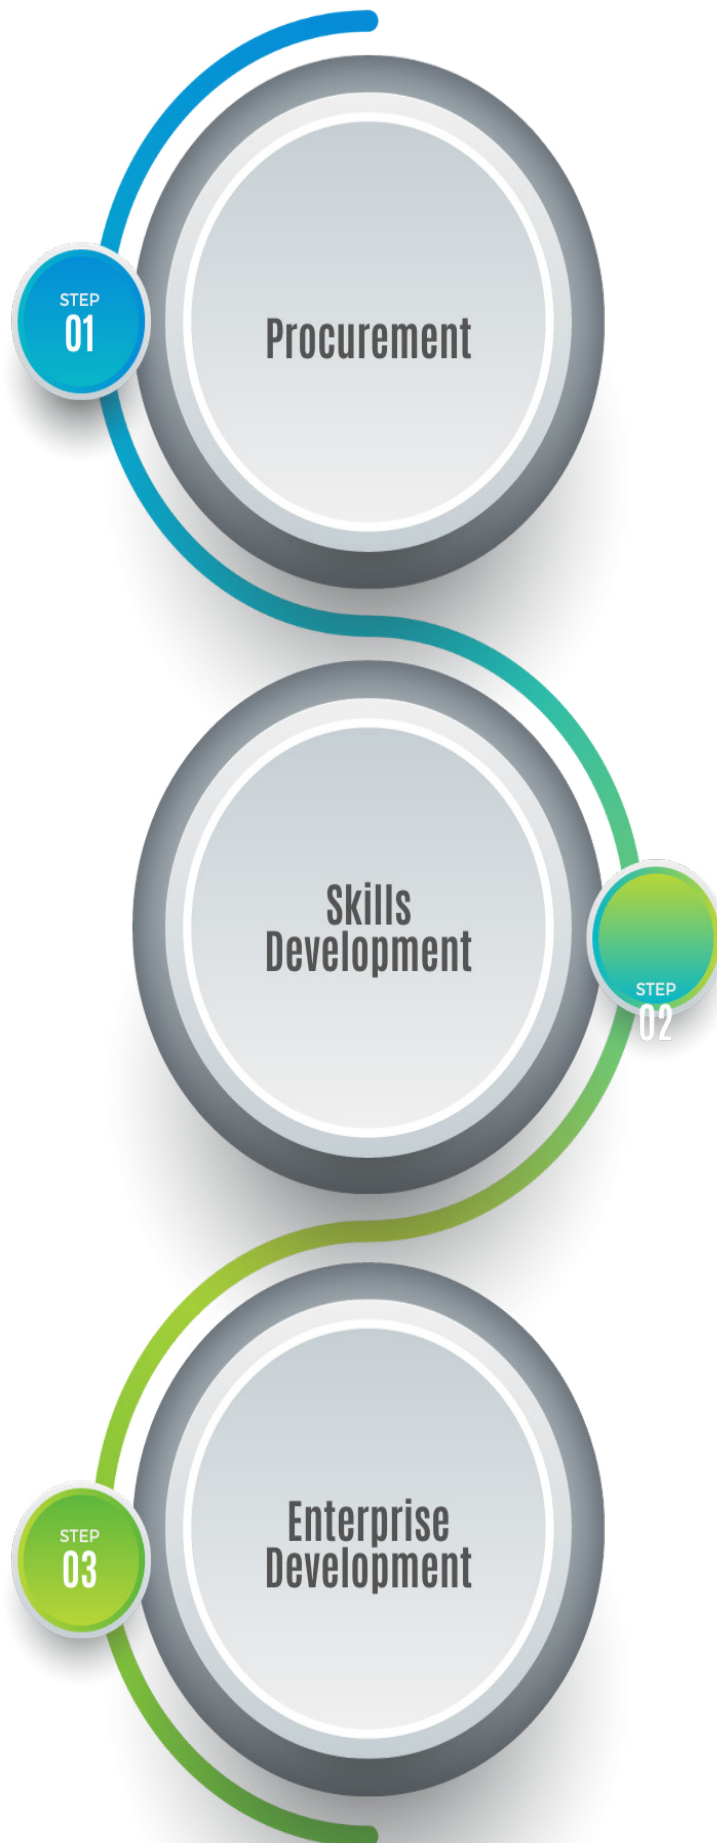 STEP
01
Procurement
Skills
Development
STEP
02
STEP
03
Enterprise
Development